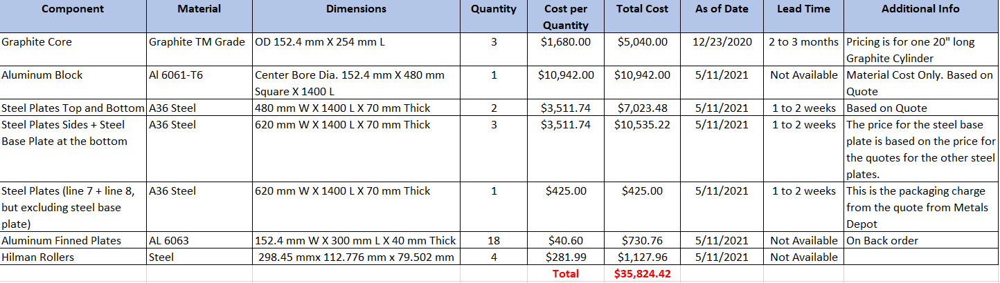 Component Material Dimensions Quantity Cost per Quantity Total Cost As of Date Lead Time Additional Info
Graphite Core Graphite TM Grade OD 152.4 mm X 254 mm L 3 $1,680.00 $5,040.00 12/23/2020 2 to 3 months Pricing is for one 20" long
Graphite Cylinder
Aluminum Block Al 6061-T6 Center Bore Dia. 152.4 mm X 480 mm 1 $10,942.00 $10,942.00 5/11/2021 Not Available Material Cost Only. Based on
Square X 1400 L Quote
Steel Plates Top and Bottom A36 Steel 480 mm W X 1400 L X 70 mm Thick 2 $3,511.74 $7,023.48 5/11/2021 1 to 2 weeks Based on Quote
Steel Plates Sides + Steel A36 Steel 620 mm W X 1400 L X 70 mm Thick 3 $3,511.74 $10,535.22 5/11/2021 1 to 2 weeks The price for the steel base
Base Plate at the bottom plate is based on the price for
the quotes for the other steel
plates.
Steel Plates (line 7 + line 8, A36 Steel 620 mm W X 1400 L X 70 mm Thick 1 $425.00 $425.00 5/11/2021 1 to 2 weeks This is the packaging charge
but excluding steel base from the quote from Metals
plate) Depot
Aluminum Finned Plates AL 6063 152.4 mm W X 300 mm L X 40 mm Thick 18 $40.60 $730.76 5/11/2021 Not Available On Back order
Hilman Rollers Steel 298.45 mmx 112.776 mm x 79.502 mm 4 $281.99 $1,127.96 5/11/2021 Not Available
Total $35,824.42